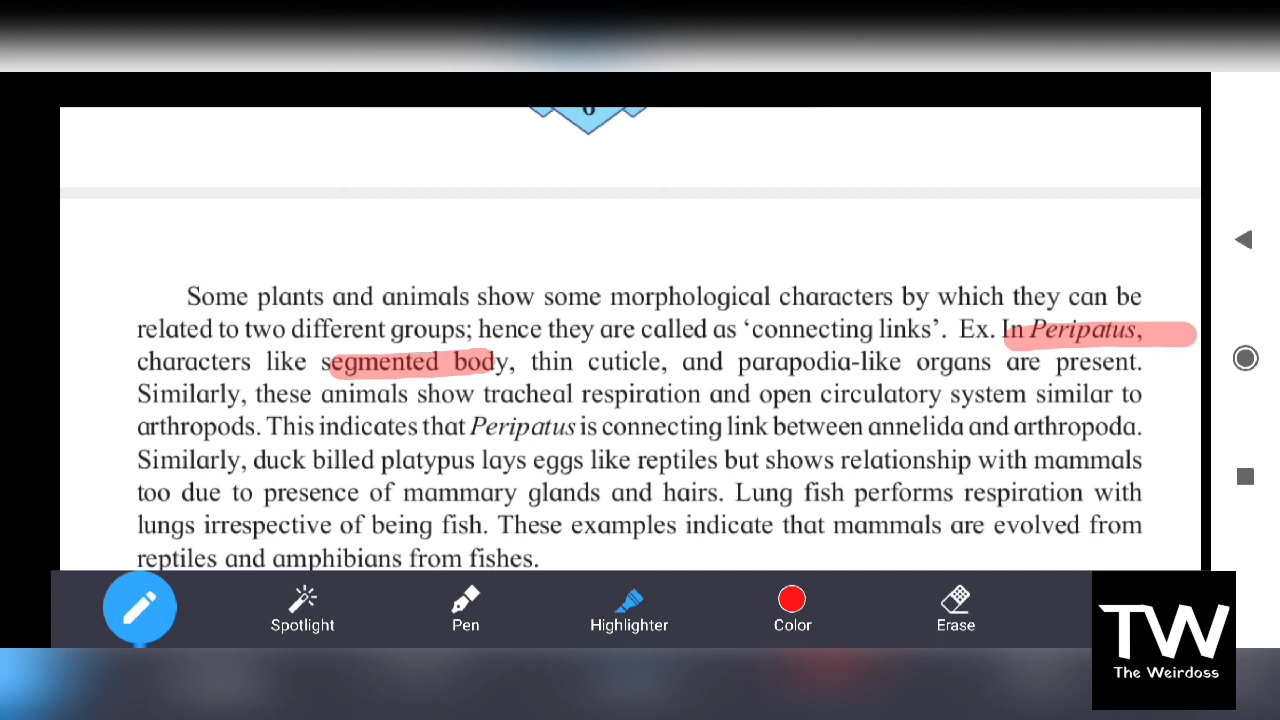 6
Some plants and animals show some morphological characters by which they can be
related to two different groups; hence they are called as ‘connecting links’. Ex. In Peripatus,
characters like segmented body, thin cuticle, and parapodia-like organs are present.
Similarly, these animals show tracheal respiration and open circulatory system similar to
arthropods. This indicates that Peripatus is connecting link between annelida and arthropoda.
Similarly, duck billed platypus lays eggs like reptiles but shows relationship with mammals
too due to presence of mammary glands and hairs. Lung fish performs respiration with
lungs irrespective of being fish. These examples indicate that mammals are evolved from
reptiles and amphibians from fishes.
Spotlight Pen Highlighter Color Erase
TW
The Weirdoss